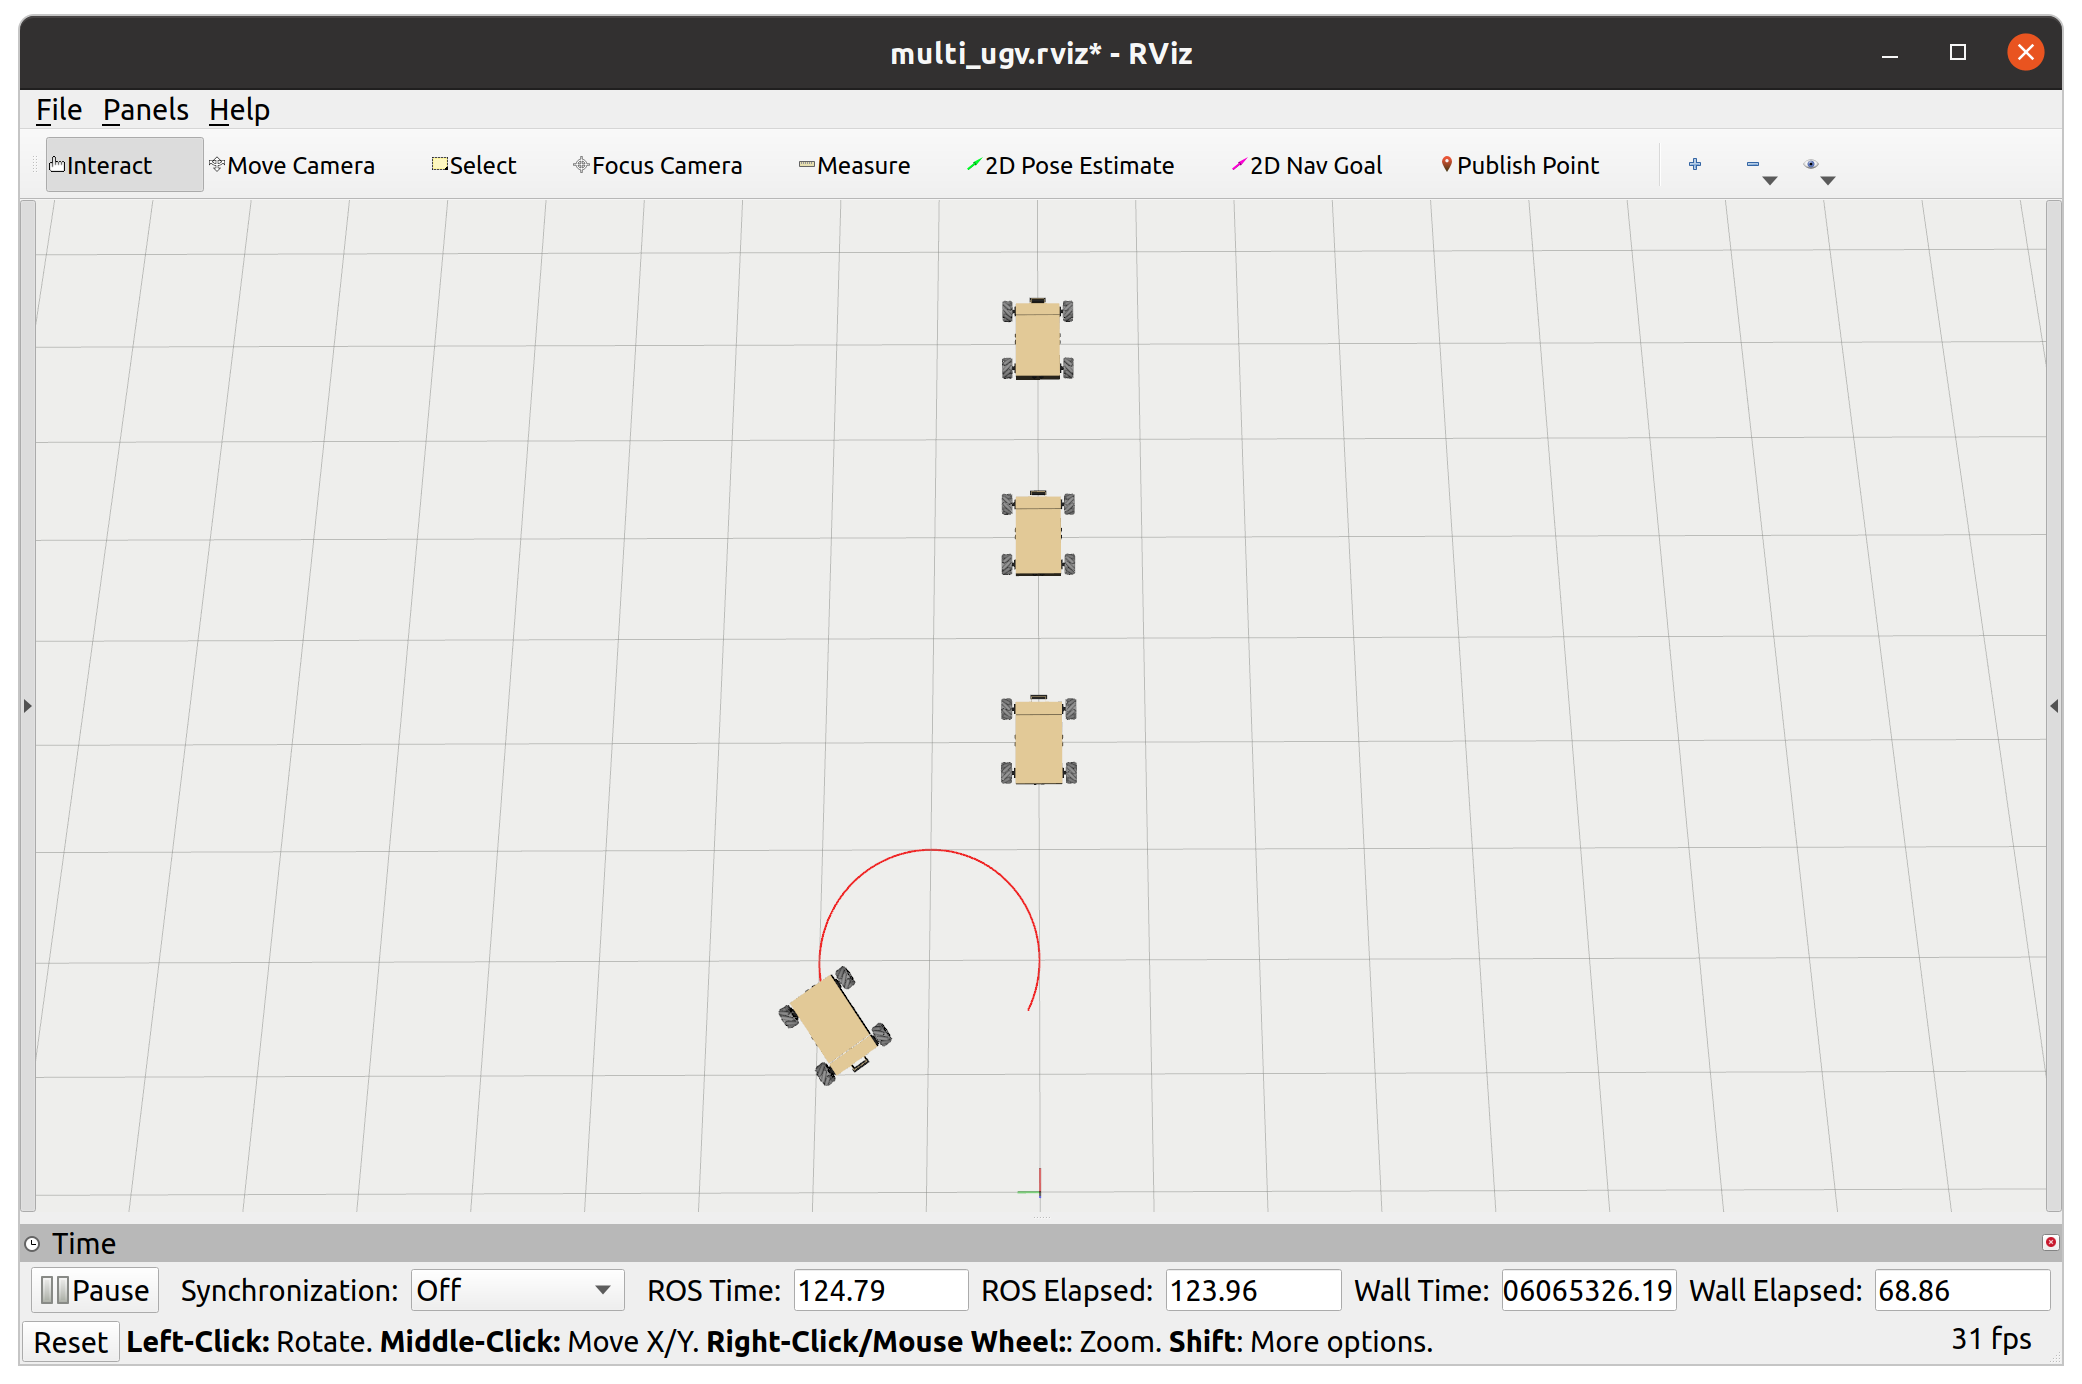 multi_ugv.rviz* - RViz
File Panels Help
Interact Move Camera Select Focus Camera Measure 2D Pose Estimate 2D Nav Goal Publish Point
Time
Pause Synchronization: Off ROS Time: 124.79 ROS Elapsed: 123.96 Wall Time: 06065326.19 Wall Elapsed: 68.86
Reset Left-Click: Rotate. Middle-Click: Move X/Y. Right-Click/Mouse Wheel:: Zoom. Shift: More options. 31 fps